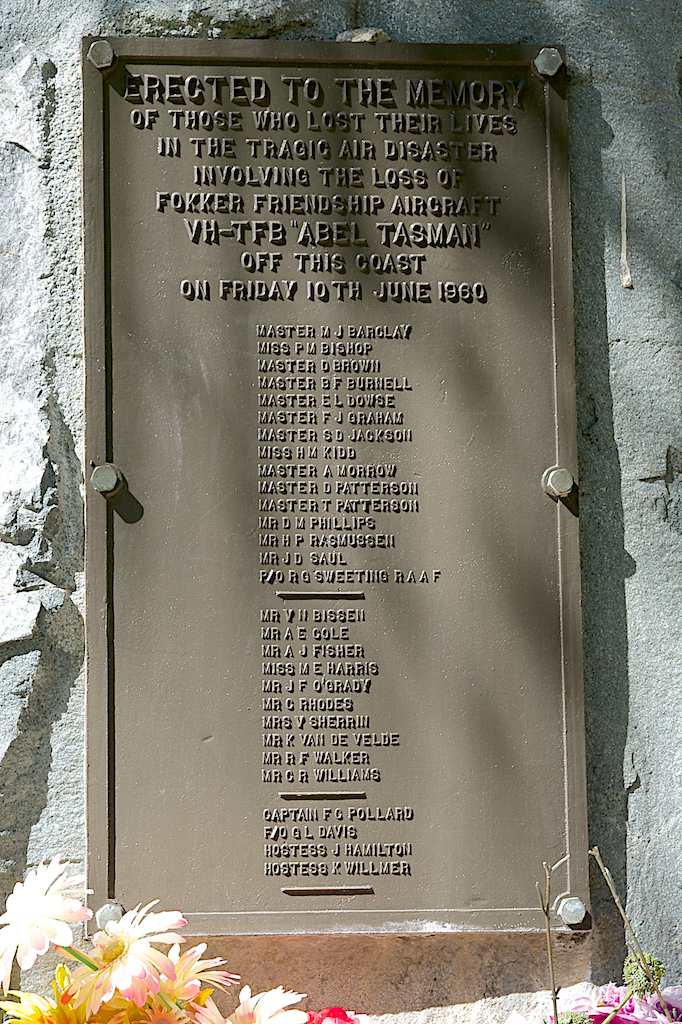 ERECTED TO THE MEMORY
OF THOSE WHO LOST THEIR LIVES
IN THE TRAGIC AIR DISASTER
INVOLVING THE LOSS OF
FOKKER FRIENDSHIP AIRCRAFT
VH-TFB "ABEL TASMAN"
OFF THIS COAST
ON FRIDAY 10TH JUNE 1960
MASTER M J BARCLAY
MISS P M BISHOP
MASTER D BROWN
MASTER B F BURNELL
MASTER E L DOWSE
MASTER F J GRAHAM
MASTER S D JACKSON
MISS H M KIDD
MASTER A MORROW
MASTER D PATTERSON
MASTER T PATTERSON
MR D M PHILLIPS
MR H P RASMUSSEN
MR J D SAUL
P/O R G SWEETING R A A F
MR V N BISSEN
MR A E COLE
MR A J FISHER
MISS M E HARRIS
MR J F O'GRADY
MR C RHODES
MRS V SHERRIN
MR K VAN DE VELDE
MR R F WALKER
MR C R WILLIAMS
CAPTAIN F C POLLARD
F/O G L DAVIS
HOSTESS J HAMILTON
HOSTESS K WILLMER